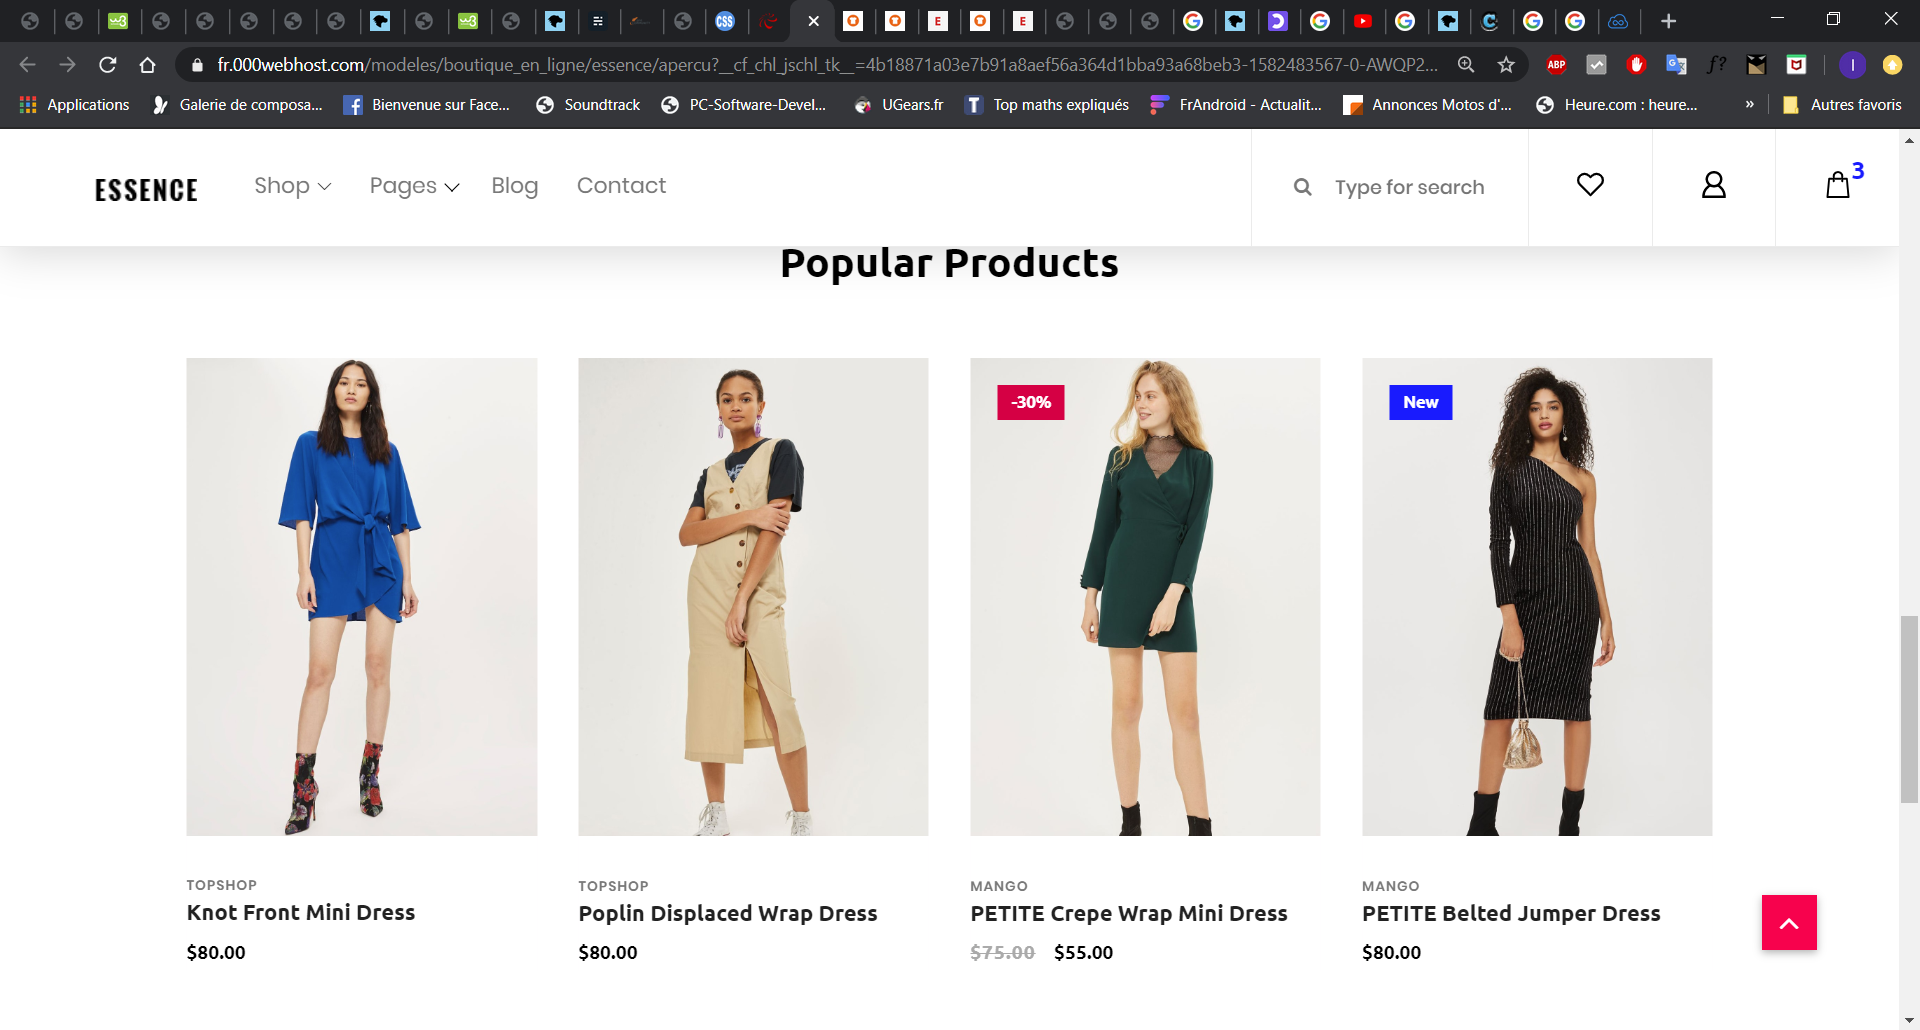 fr.000webhost.com/modeles/boutique_en_ligne/essence/apercu?__cf_chl_jschl_tk__=4b18871a03e7b91a8aef56a364d1bba93a68beb3-1582483567-0-AWQP2...
Applications Galerie de composa... Bienvenue sur Face... Soundtrack PC-Software-Devel... UGears.fr Top maths expliqués FrAndroid - Actualit... Annonces Motos d'... Heure.com : heure... » Autres favoris
ESSENCE Shop Pages Blog Contact Type for search 3
Popular Products
-30%
New
TOPSHOP
Knot Front Mini Dress
$80.00
TOPSHOP
Poplin Displaced Wrap Dress
$80.00
MANGO
PETITE Crepe Wrap Mini Dress
$75.00 $55.00
MANGO
PETITE Belted Jumper Dress
$80.00